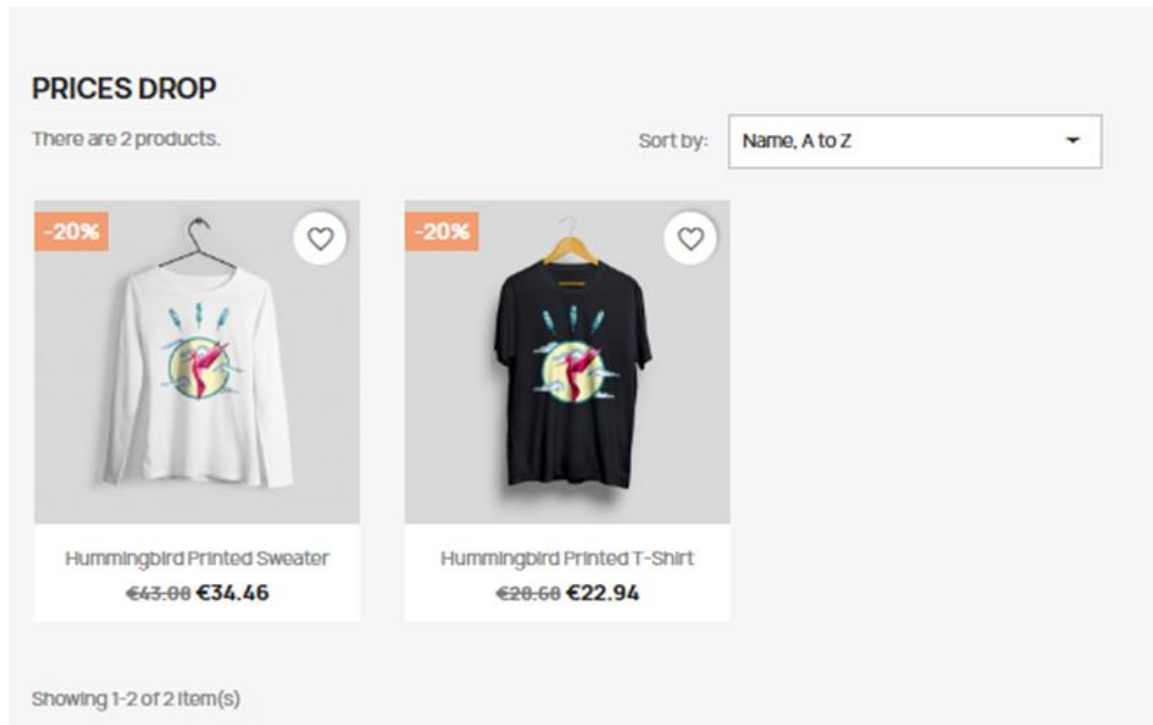 PRICES DROP
There are 2 products.
Sort by: Name, A to Z
-20%
-20%
Hummingbird Printed Sweater
€43.08 €34.46
Hummingbird Printed T-Shirt
€28.68 €22.94
Showing 1-2 of 2 item(s)